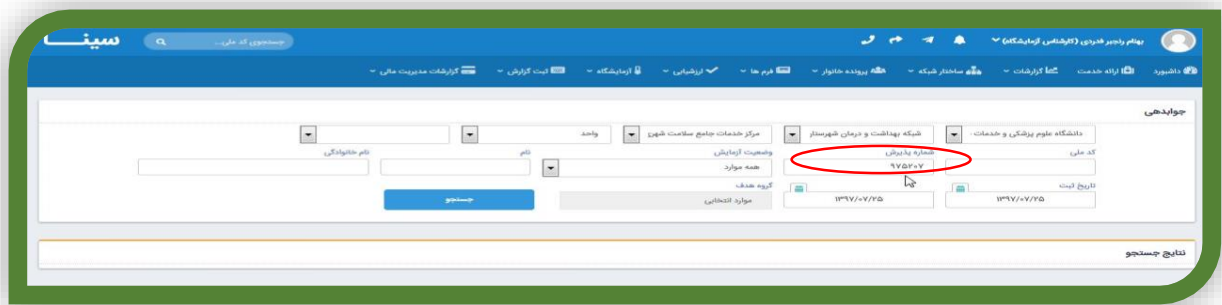 بهنام رنجبر قدردی (کارشناس آزمایشگاه) جستجوی کد ملی... سینا
داشبورد ارائه خدمت گزارشات ساختار شبکه پرونده خانوار فرم ها ارزشیابی آزمایشگاه ثبت گزارش گزارشات مدیریت مالی
جوابدهی
دانشگاه علوم پزشکی و خدمات شبکه بهداشت و درمان شهرستار مرکز خدمات جامع سلامت شهرن واحد
کد ملی شماره پذیرش وضعیت آزمایش نام نام خانوادگی
۹۷۵۲۰۷ همه موارد
تاریخ ثبت گروه هدف
۱۳۹۷/۰۷/۲۵ ۱۳۹۷/۰۷/۲۵ موارد انتخابی جستجو
نتایج جستجو